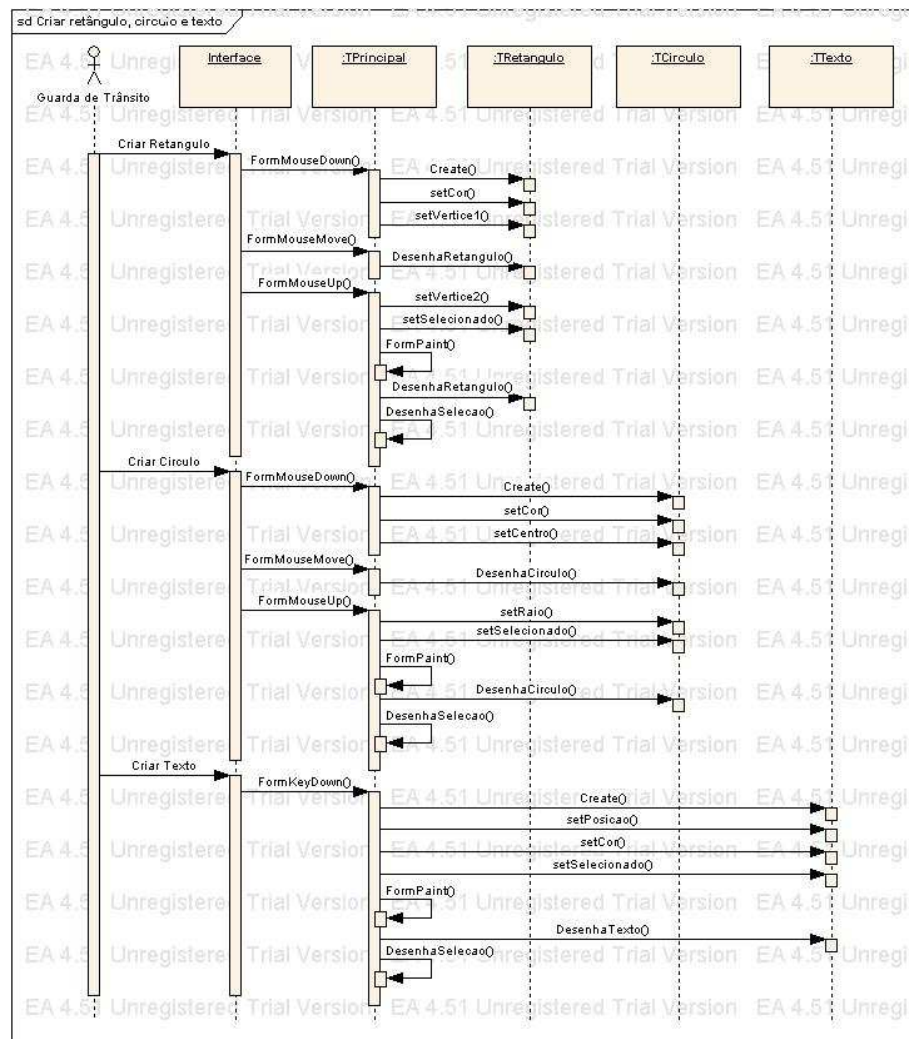 sd Criar retângulo, circulo e texto
Guarda de Trânsito
Interface
:TPrincipal
:TRetangulo
:TCirculo
:TTexto
Criar Retangulo
FormMouseDown()
Create()
setCor()
setVertice1()
FormMouseMove()
DesenhaRetangulo()
FormMouseUp()
setVertice2()
setSelecionado()
FormPaint()
DesenhaRetangulo()
DesenhaSelecao()
Criar Circulo
FormMouseDown()
Create()
setCor()
setCentro()
FormMouseMove()
DesenhaCirculo()
FormMouseUp()
setRaio()
setSelecionado()
FormPaint()
DesenhaCirculo()
DesenhaSelecao()
Criar Texto
FormKeyDown()
Create()
setPosicao()
setCor()
setSelecionado()
FormPaint()
DesenhaTexto()
DesenhaSelecao()
EA 4.51 Unregistered Trial Version